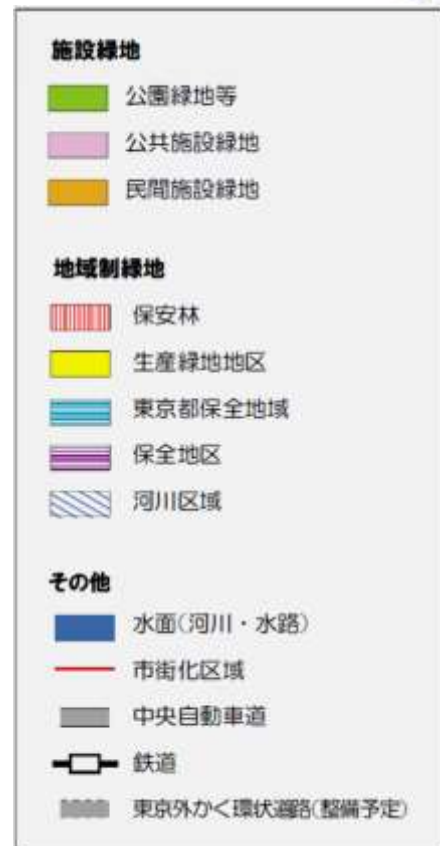 施設緑地
公園緑地等
公共施設緑地
民間施設緑地
地域制緑地
保安林
生産緑地地区
東京都保全地域
保全地区
河川区域
その他
水面(河川・水路)
市街化区域
中央自動車道
鉄道
東京外かく環状道路(整備予定)